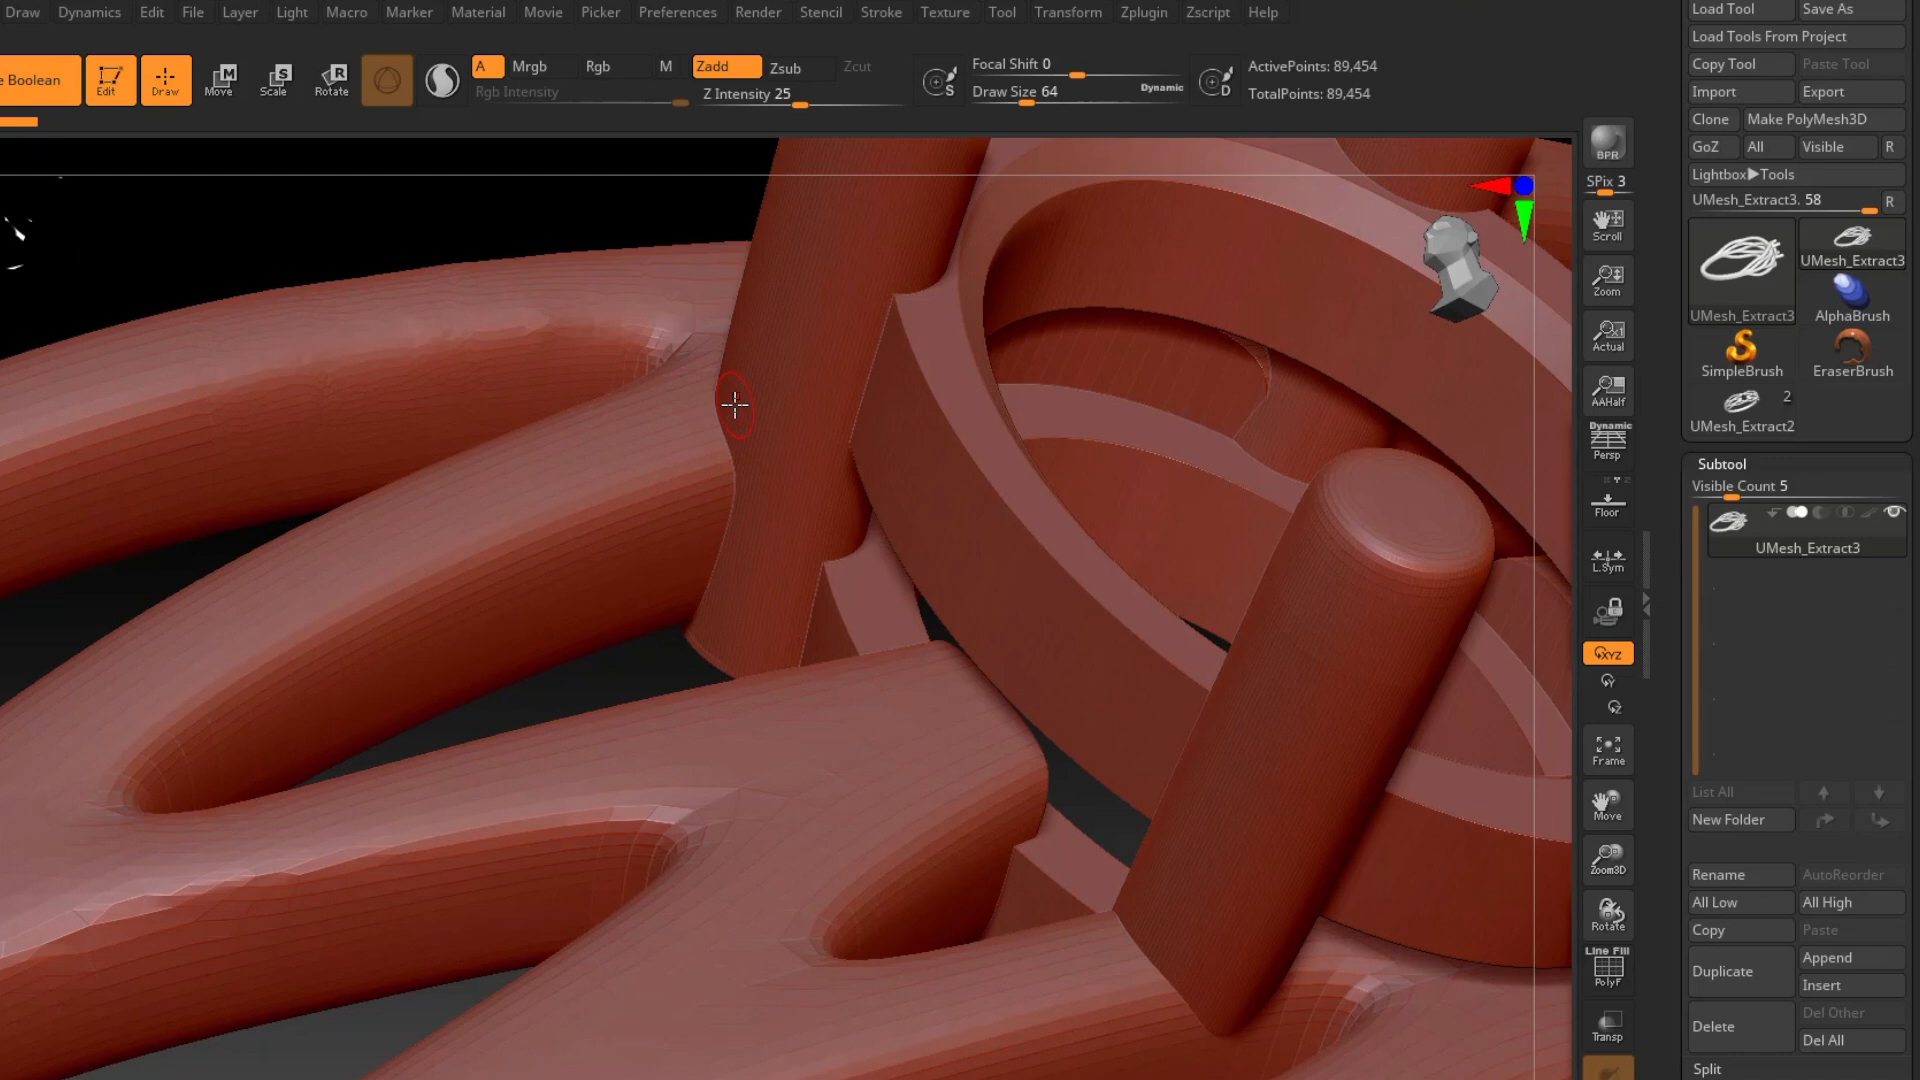 Draw Dynamics Edit File Layer Light Macro Marker Material Movie Picker Preferences Render Stencil Stroke Texture Tool Transform Zplugin Zscript Help
e Boolean
Edit
Draw
Move
M
Scale
S
Rotate
R
A Mrgb Rgb M Zadd Zsub Zcut
Rgb Intensity
Z Intensity 25
S
Focal Shift 0
Draw Size 64
Dynamic
D
ActivePoints: 89,454
TotalPoints: 89,454
BPR
SPix 3
Scroll
Zoom
Actual
AAHalf
Dynamic
Persp
Floor
L.Sym
XYZ
Y
Z
Frame
Move
Zoom3D
Rotate
Line Fill
PolyF
Transp
Load Tool Save As
Load Tools From Project
Copy Tool Paste Tool
Import Export
Clone Make PolyMesh3D
GoZ All Visible R
Lightbox▶Tools
UMesh_Extract3. 58 R
UMesh_Extract3
UMesh_Extract3
AlphaBrush
SimpleBrush EraserBrush
2
UMesh_Extract2
Subtool
Visible Count 5
UMesh_Extract3
List All
New Folder
Rename AutoReorder
All Low All High
Copy Paste
Duplicate Append
Insert
Delete Del Other
Del All
Split